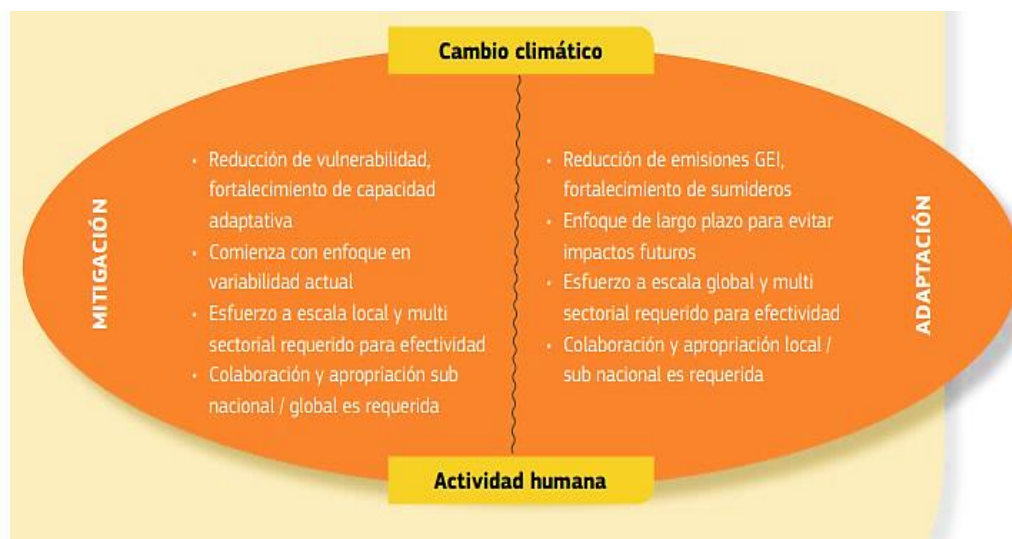 Cambio climático
MITIGACIÓN
• Reducción de vulnerabilidad,
fortalecimiento de capacidad
adaptativa
• Comienza con enfoque en
variabilidad actual
• Esfuerzo a escala local y multi
sectorial requerido para efectividad
• Colaboración y apropiación sub
nacional / global es requerida
• Reducción de emisiones GEI,
fortalecimiento de sumideros
• Enfoque de largo plazo para evitar
impactos futuros
• Esfuerzo a escala global y multi
sectorial requerido para efectividad
• Colaboración y apropiación local /
sub nacional es requerida
ADAPTACIÓN
Actividad humana